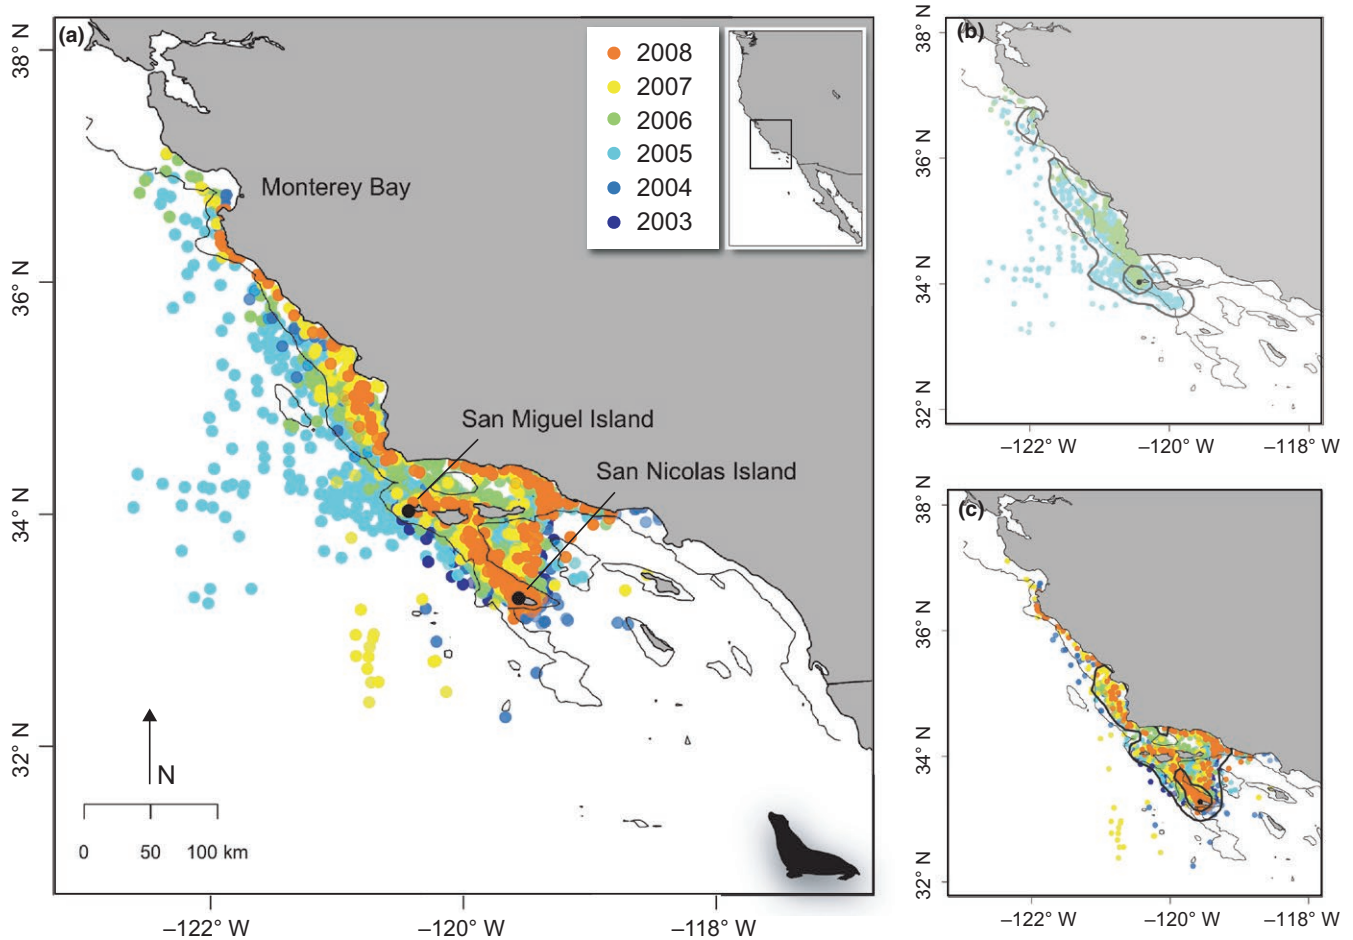 (a)
38° N
36° N
34° N
32° N
2008
2007
2006
2005
2004
2003
Monterey Bay
San Miguel Island
San Nicolas Island
N
0 50 100 km
−122° W −120° W −118° W
(b)
38° N
36° N
34° N
32° N
−122° W −120° W −118° W
(c)
38° N
36° N
34° N
32° N
−122° W −120° W −118° W